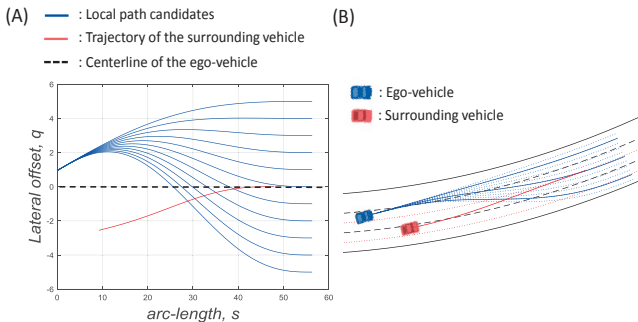 (A)
: Local path candidates
: Trajectory of the surrounding vehicle
: Centerline of the ego-vehicle
6
4
2
0
-2
-4
-6
Lateral offset, q
0
10
20
30
40
50
60
arc-length, s
(B)
: Ego-vehicle
: Surrounding vehicle